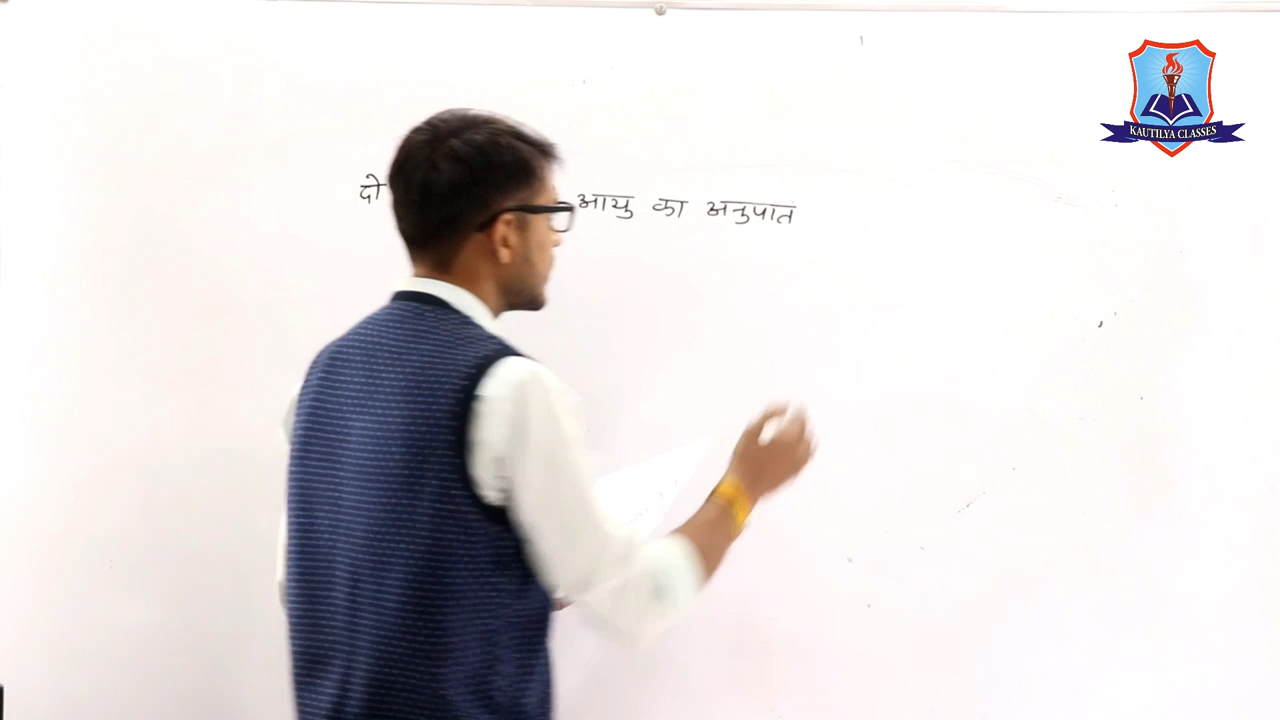 दो आयु का अनुपात
KAUTILYA CLASSES